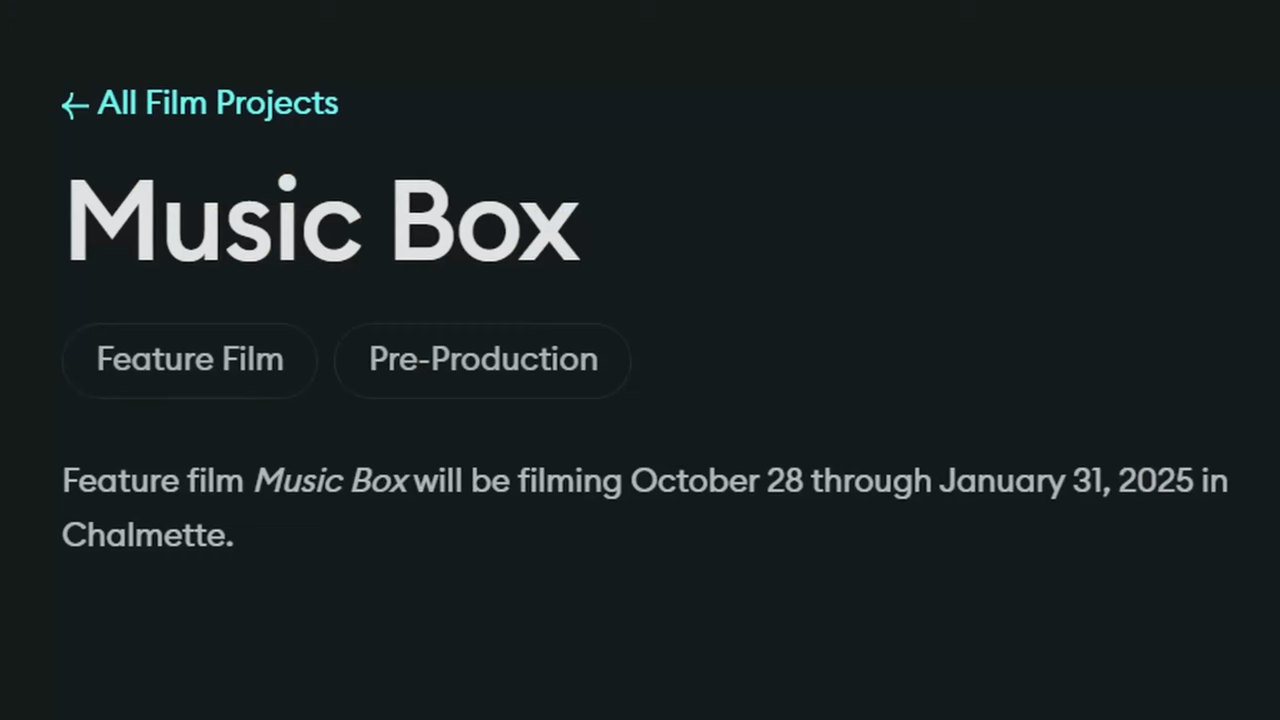 ← All Film Projects
Music Box
Feature Film
Pre-Production
Feature film Music Box will be filming October 28 through January 31, 2025 in
Chalmette.